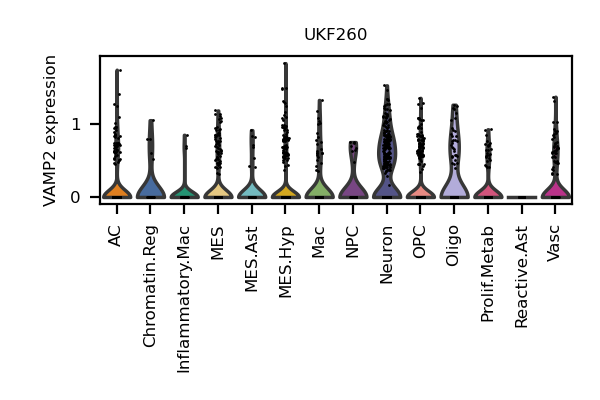 UKF260
VAMP2 expression
1
0
AC
Chromatin.Reg
Inflammatory.Mac
MES
MES.Ast
MES.Hyp
Mac
NPC
Neuron
OPC
Oligo
Prolif.Metab
Reactive.Ast
Vasc